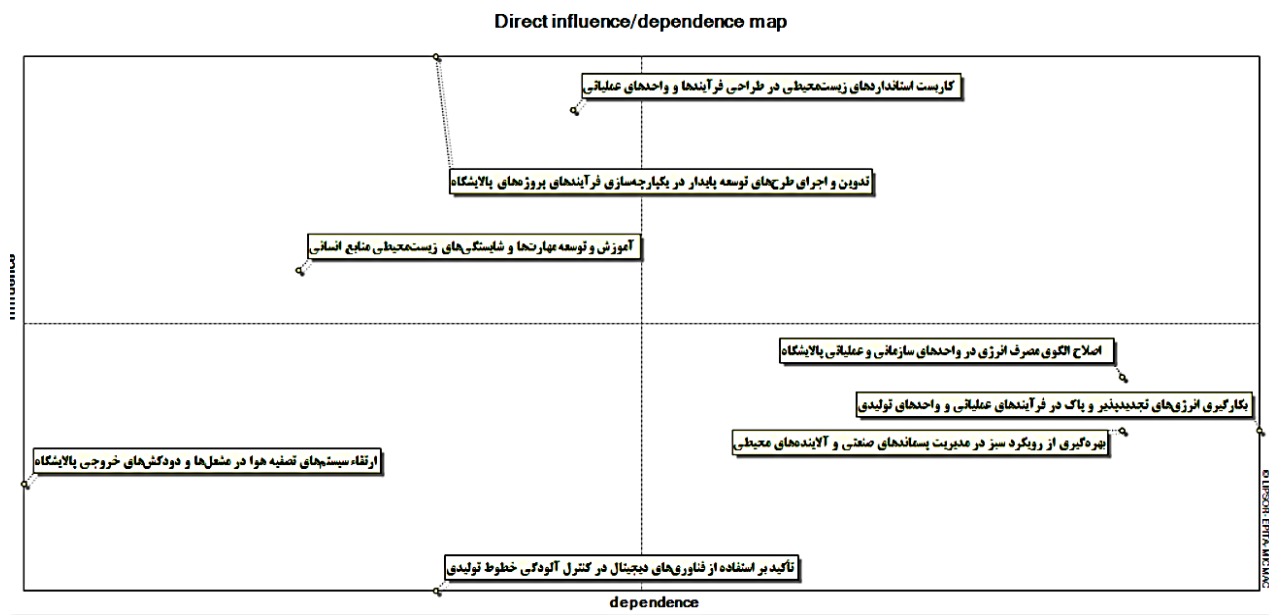 Direct influence/dependence map
کاربست استانداردهای زیست‌محیطی در طراحی فرآیندها و واحدهای عملیاتی
تدوین و اجرای طرح‌های توسعه پایدار در یکپارچه‌سازی فرآیندهای پروژه‌های پالایشگاه
آموزش و توسعه مهارت‌ها و شایستگی‌های زیست‌محیطی منابع انسانی
influence
اصلاح الگوی مصرف انرژی در واحدهای سازمانی و عملیاتی پالایشگاه
بکارگیری انرژی‌های تجدیدپذیر و پاک در فرآیندهای عملیاتی و واحدهای تولیدی
بهره‌گیری از رویکرد سبز در مدیریت پسماندهای صنعتی و آلاینده‌های محیطی
ارتقاء سیستم‌های تصفیه هوا در مشعل‌ها و دودکش‌های خروجی پالایشگاه
© LIPSOR-EPITA-MICMAC
تأکید بر استفاده از فناوری‌های دیجیتال در کنترل آلودگی خطوط تولیدی
dependence